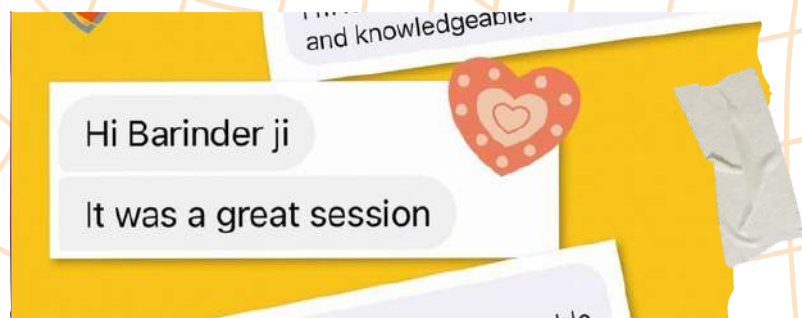 and knowledgeable.
Hi Barinder ji
It was a great session